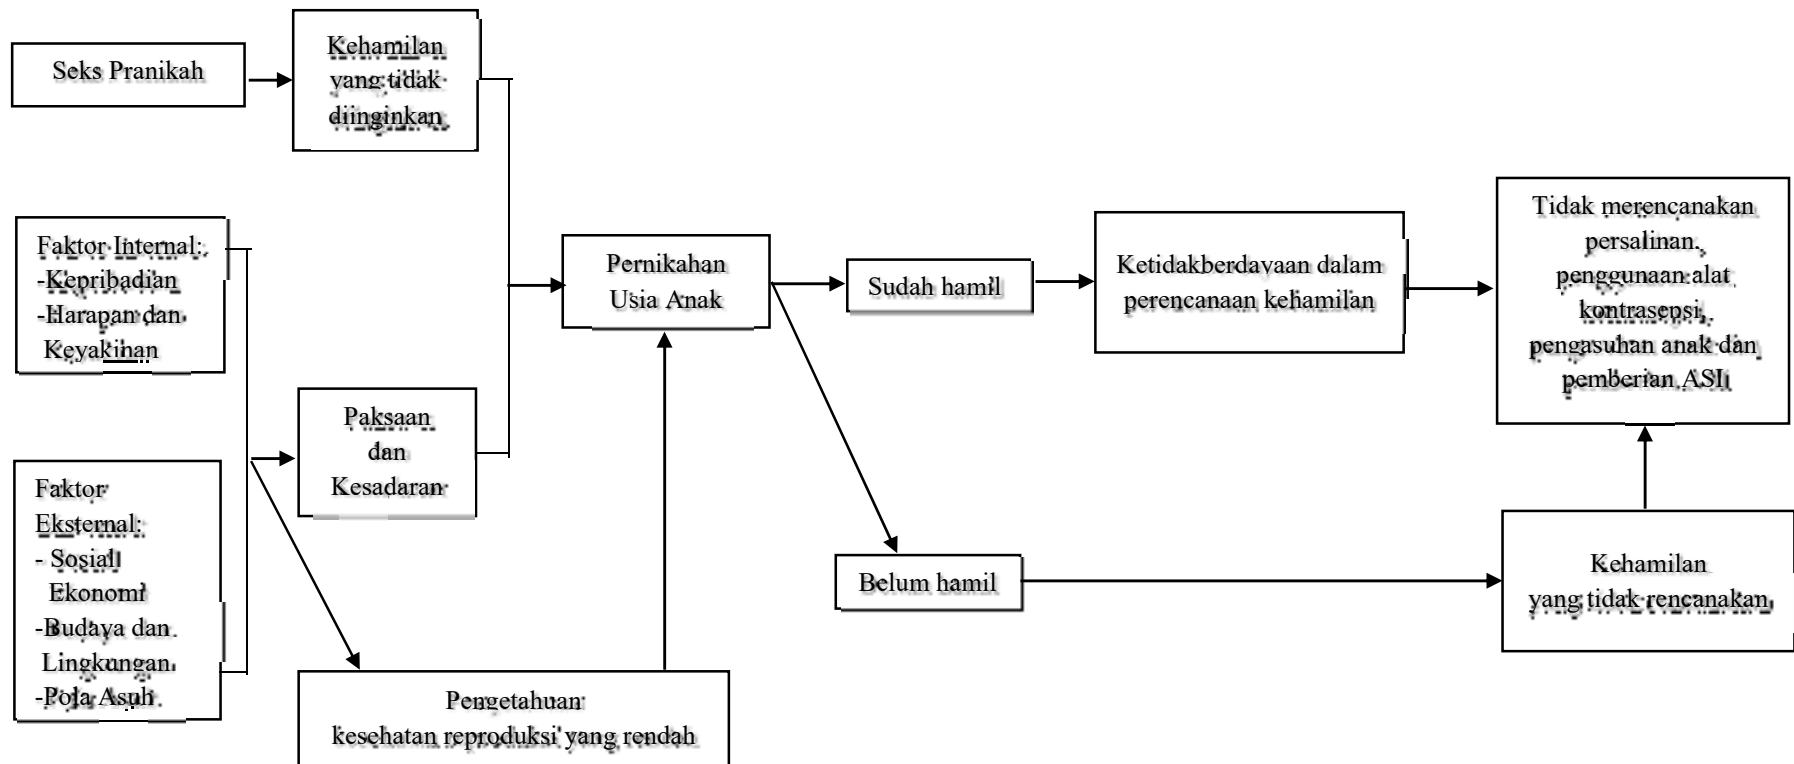 Seks Pranikah
Kehamilan
yang tidak
diinginkan
Faktor Internal:
-Kepribadian
-Harapan dan
Keyakinan
Faktor
Eksternal:
- Sosial
Ekonomi
-Budaya dan
Lingkungan
-Pola Asuh
Paksaan
dan
Kesadaran
Pengetahuan
kesehatan reproduksi yang rendah
Pernikahan
Usia Anak
Sudah hamil
Belum hamil
Ketidakberdayaan dalam
perencanaan kehamilan
Tidak merencanakan
persalinan,
penggunaan alat
kontrasepsi,
pengasuhan anak dan
pemberian ASI
Kehamilan
yang tidak rencanakan